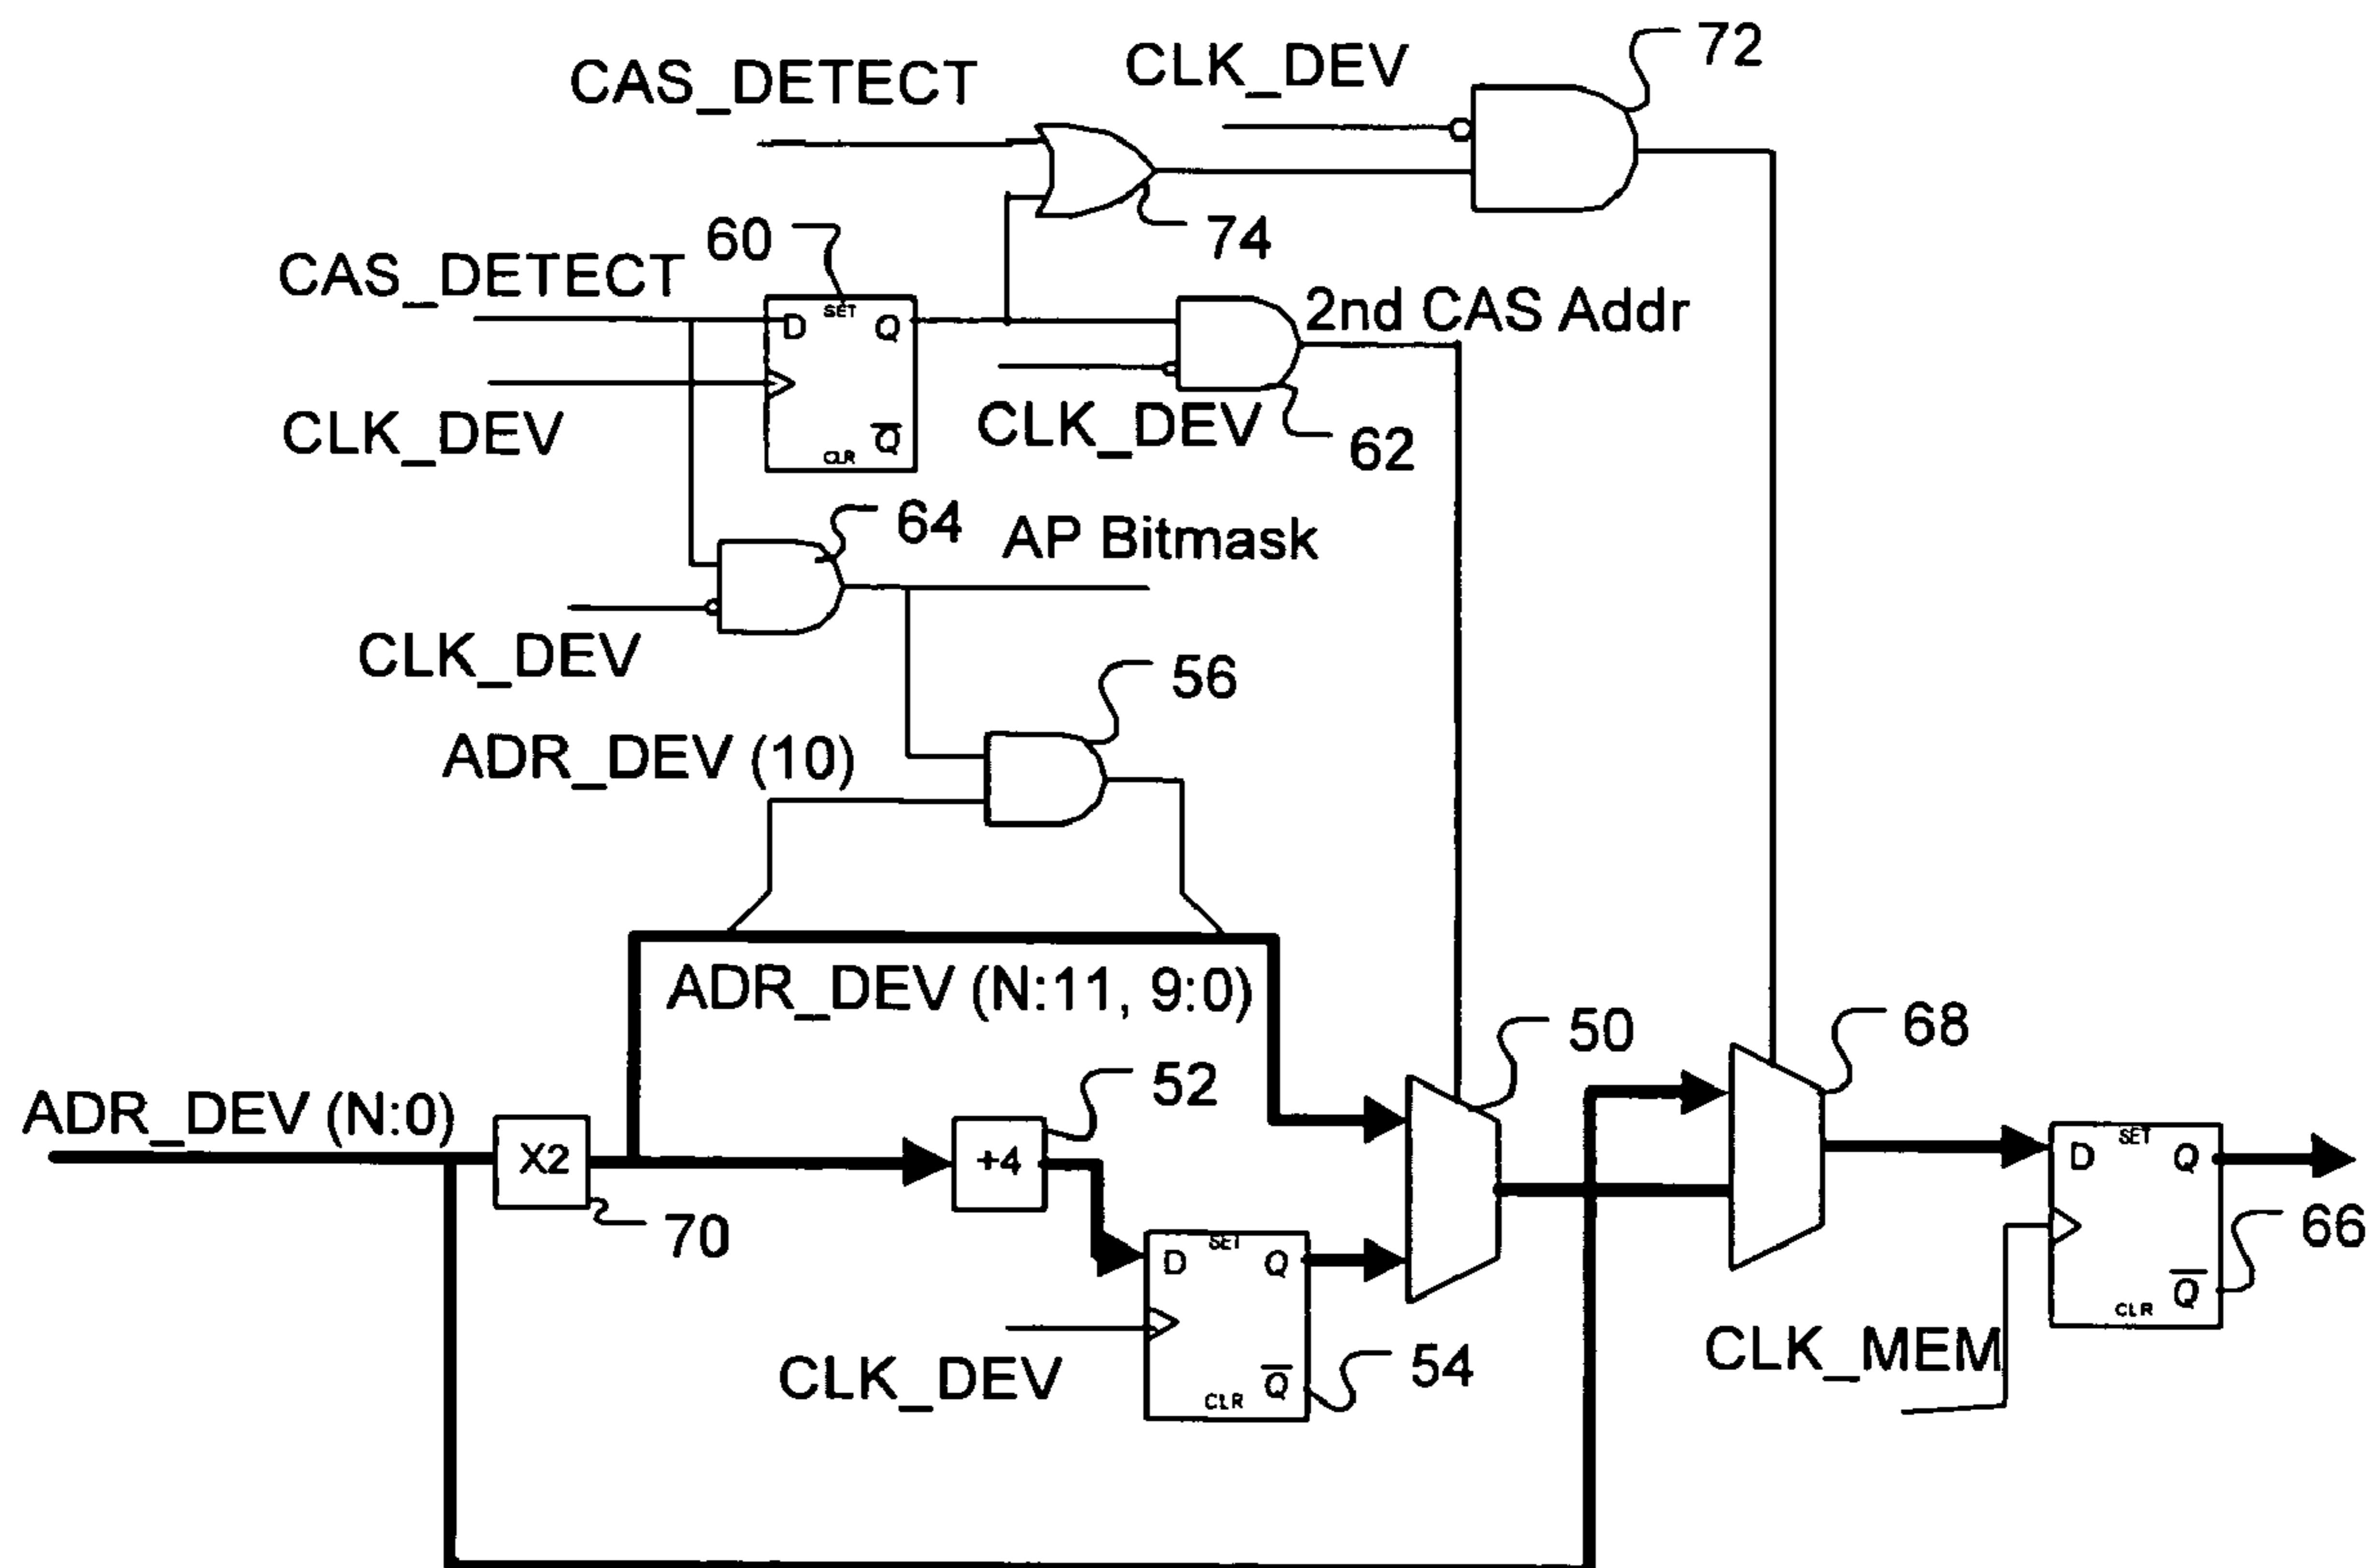 CLK_DEV
72
CAS_DETECT
74
60
CAS_DETECT
SET
D
Q
2nd CAS Addr
CLK_DEV
Q
CLR
CLK_DEV
62
64
AP Bitmask
CLK_DEV
56
ADR_DEV (10)
ADR_DEV (N:11, 9:0)
50
68
52
ADR_DEV (N:0)
X2
+4
70
SET
D
Q
SET
D
Q
66
Q
CLR
CLK_MEM
CLK_DEV
Q
CLR
54